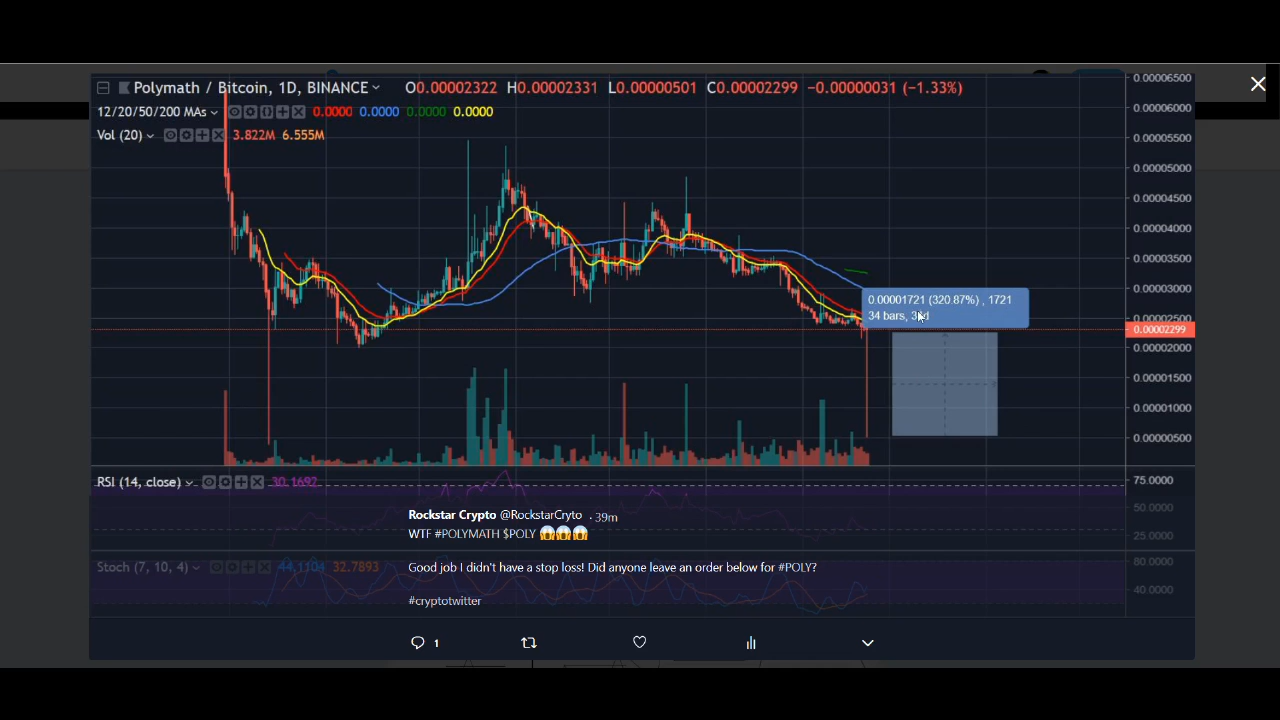 Polymath / Bitcoin, 1D, BINANCE O0.00002322 H0.00002331 L0.00000501 C0.00002299 −0.00000031 (−1.33%)
12/20/50/200 MAs 0.0000 0.0000 0.0000 0.0000
Vol (20) 3.822M 6.555M
0.00006500
0.00006000
0.00005500
0.00005000
0.00004500
0.00004000
0.00003500
0.00003000
0.00001721 (320.87%) , 1721
34 bars,
0.00002500
0.00002299
0.00002000
0.00001500
0.00001000
0.00000500
RSI (14, close) 30.1692
75.0000
50.0000
25.0000
Rockstar Crypto @RockstarCryto . 39m
WTF #POLYMATH $POLY 😱😱😱
Stoch (7, 10, 4) 44.1104 32.7893
80.0000
40.0000
Good job I didn't have a stop loss! Did anyone leave an order below for #POLY?
#cryptotwitter
1